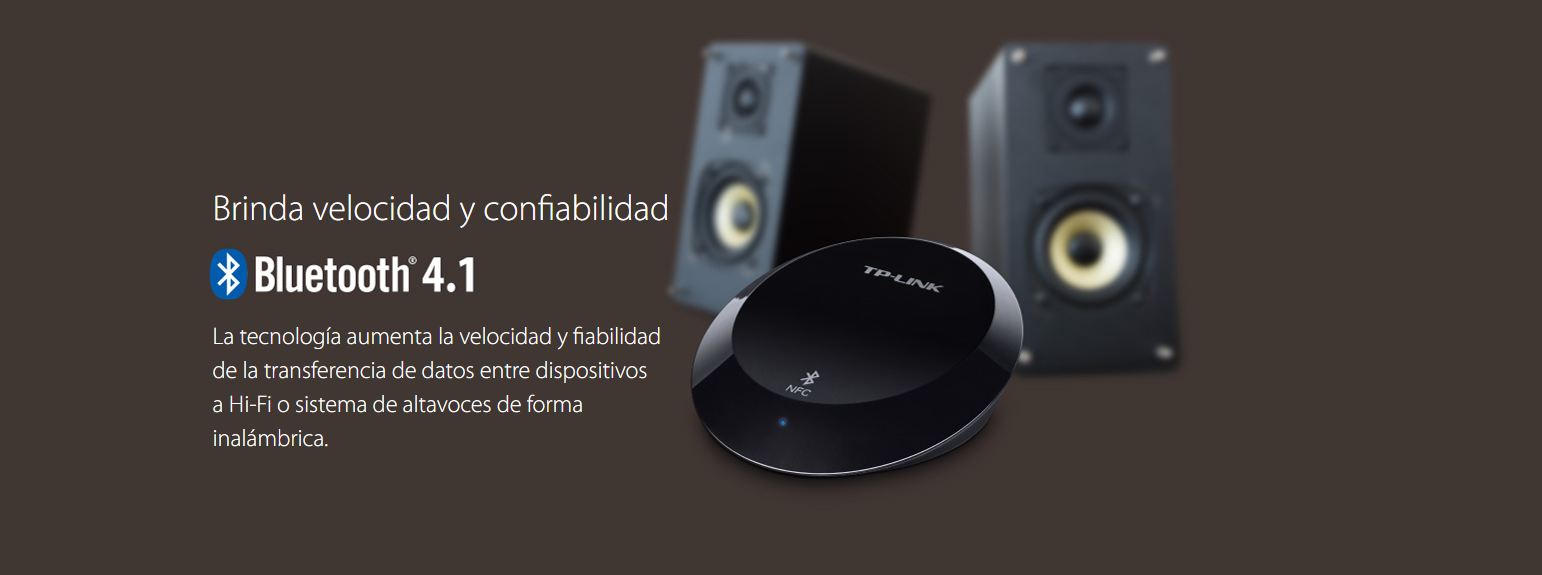 Brinda velocidad y confiabilidad
Bluetooth® 4.1
La tecnología aumenta la velocidad y fiabilidad
de la transferencia de datos entre dispositivos
a Hi-Fi o sistema de altavoces de forma
inalámbrica.
TP-LINK
NFC